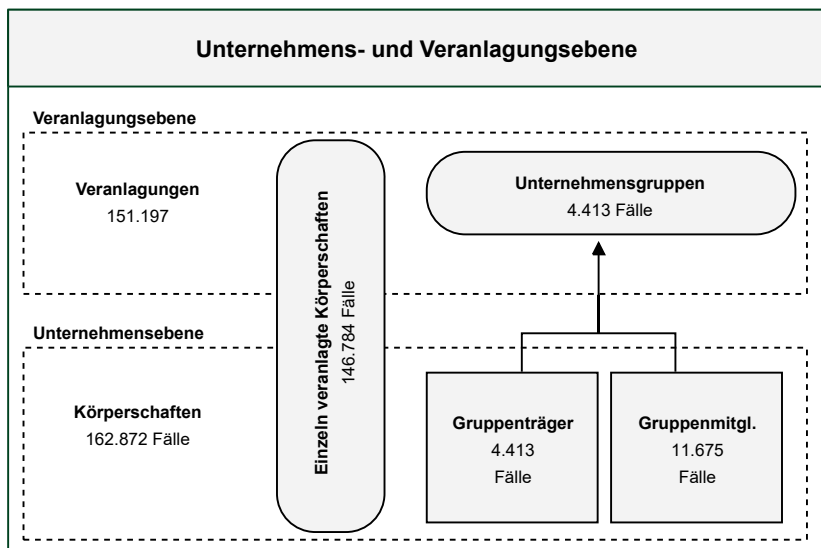 Unternehmens- und Veranlagungsebene
Veranlagungsebene
Veranlagungen
151.197
Einzeln veranlagte Körperschaften
146.784 Fälle
Unternehmensgruppen
4.413 Fälle
Unternehmensebene
Körperschaften
162.872 Fälle
Gruppenträger
4.413
Fälle
Gruppenmitgl.
11.675
Fälle